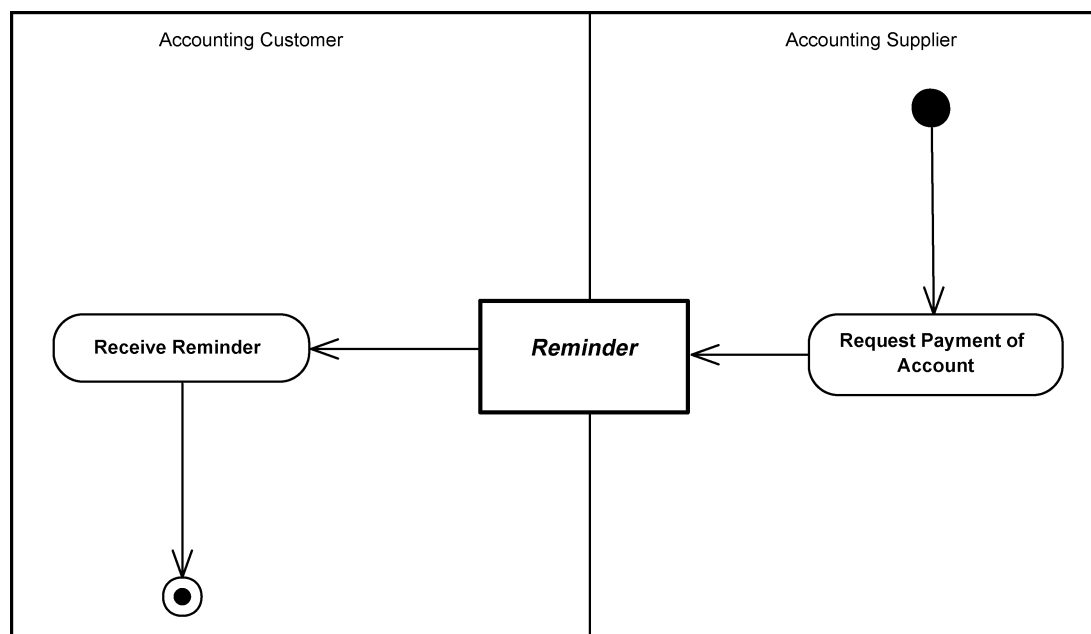 Accounting Customer
Accounting Supplier
Receive Reminder
Reminder
Request Payment of
Account